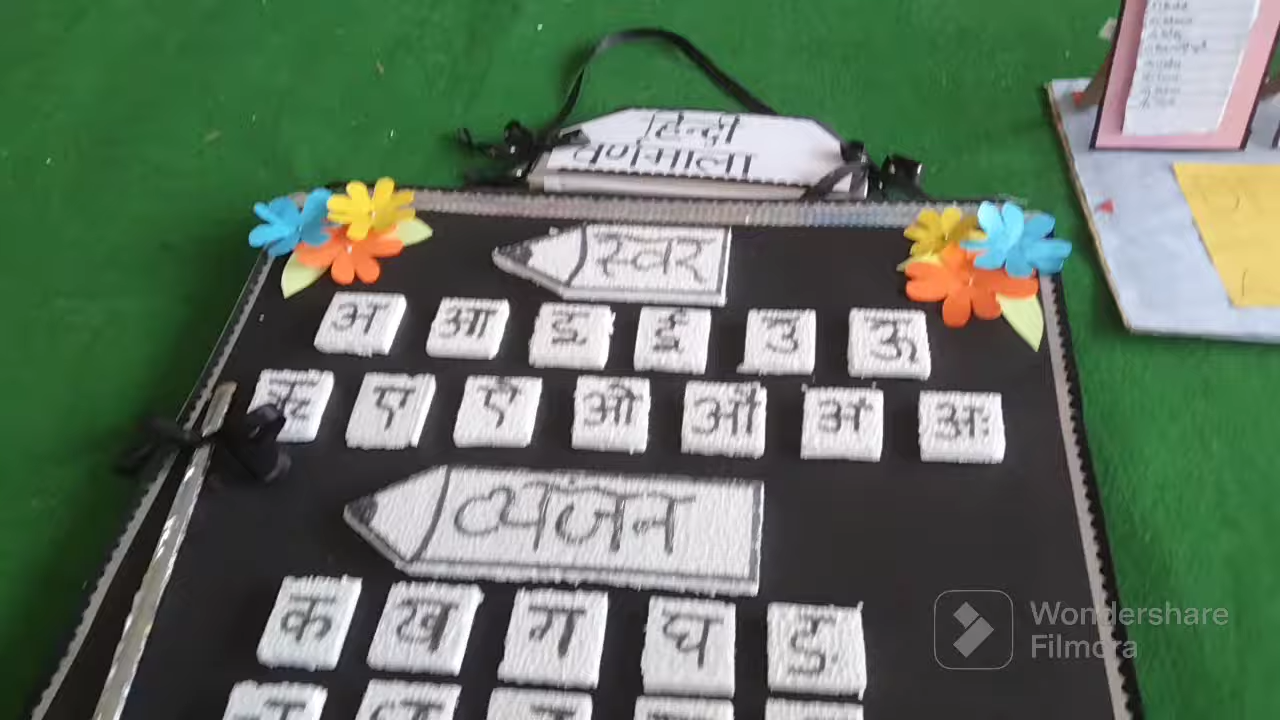 हिन्दी
वर्णमाला
स्वर
अ आ इ ई उ ऊ
ऋ ए ऐ ओ औ अं अः
व्यंजन
क ख ग घ ङ
Wondershare
Filmora